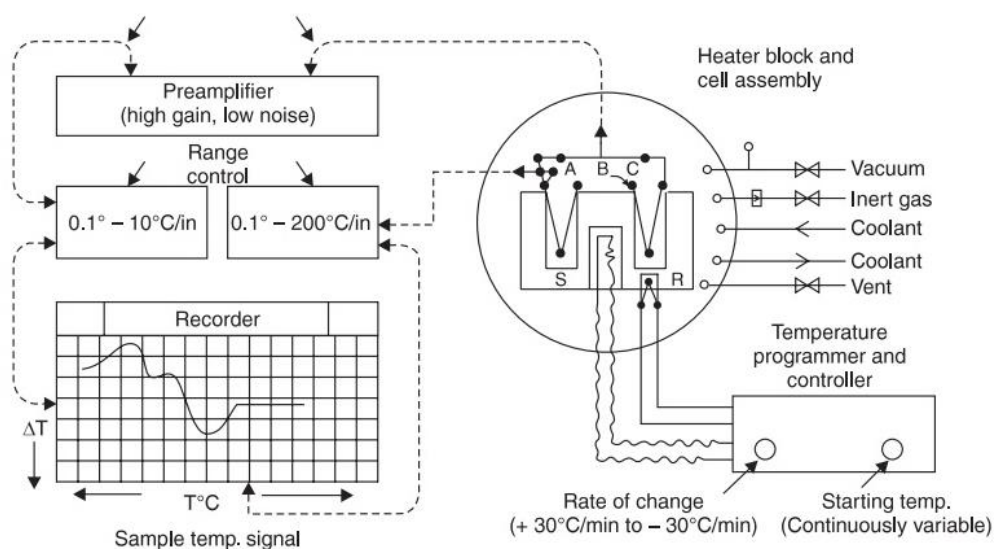 Preamplifier
(high gain, low noise)
Range
control
0.1° – 10°C/in
0.1° – 200°C/in
Recorder
ΔT
T°C
Sample temp. signal
Heater block and
cell assembly
A
B
C
S
R
Vacuum
Inert gas
Coolant
Coolant
Vent
Temperature
programmer and
controller
Rate of change
(+ 30°C/min to – 30°C/min)
Starting temp.
(Continuously variable)